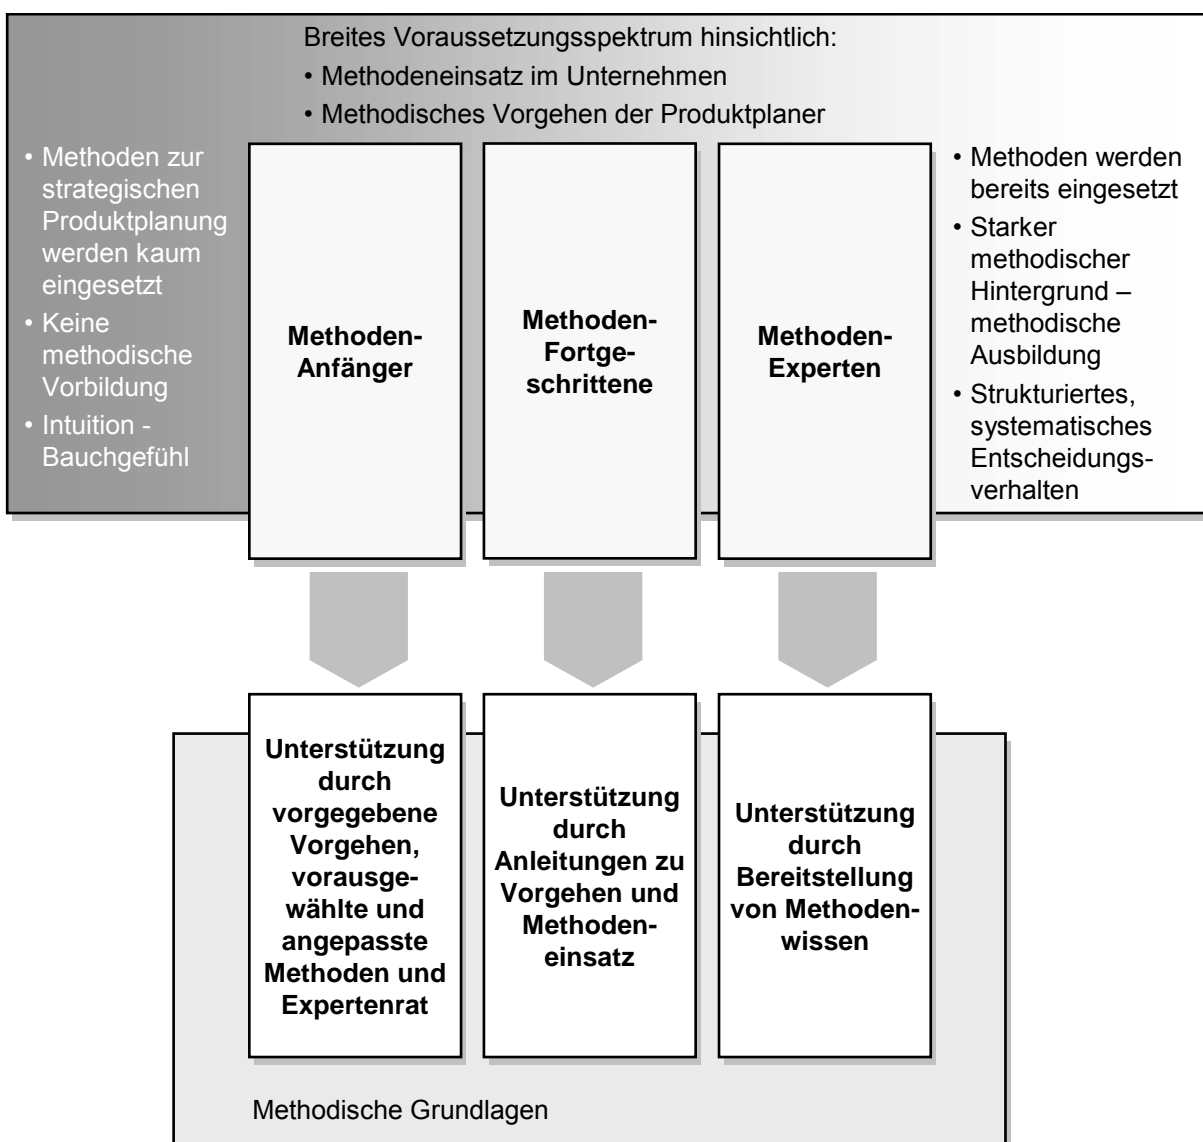 Breites Voraussetzungsspektrum hinsichtlich:
• Methodeneinsatz im Unternehmen
• Methodisches Vorgehen der Produktplaner
• Methoden zur
strategischen
Produktplanung
werden kaum
eingesetzt
• Keine
methodische
Vorbildung
• Intuition -
Bauchgefühl
Methoden-
Anfänger
Methoden-
Fortge-
schrittene
Methoden-
Experten
• Methoden werden
bereits eingesetzt
• Starker
methodischer
Hintergrund –
methodische
Ausbildung
• Strukturiertes,
systematisches
Entscheidungs-
verhalten
Unterstützung
durch
vorgegebene
Vorgehen,
vorausge-
wählte und
angepasste
Methoden und
Expertenrat
Unterstützung
durch
Anleitungen zu
Vorgehen und
Methoden-
einsatz
Unterstützung
durch
Bereitstellung
von Methoden-
wissen
Methodische Grundlagen